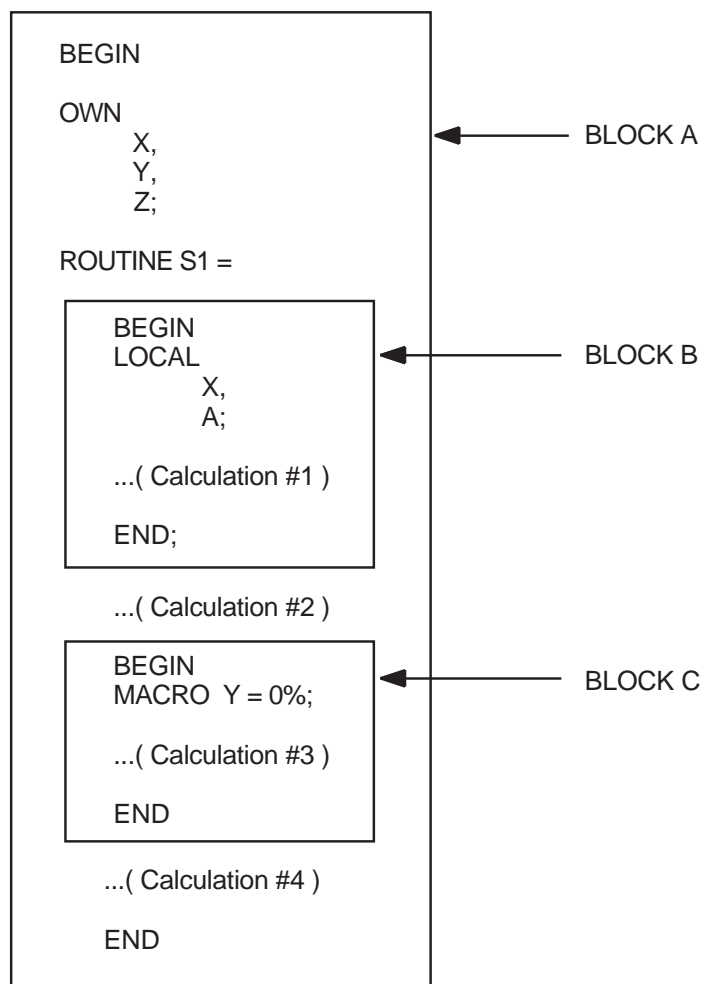 BEGIN
OWN
BLOCK A
X,
Y,
Z;
ROUTINE S1 =
BEGIN
LOCAL
BLOCK B
X,
A;
...( Calculation #1 )
END;
...( Calculation #2 )
BEGIN
MACRO Y = 0%;
BLOCK C
...( Calculation #3 )
END
...( Calculation #4 )
END